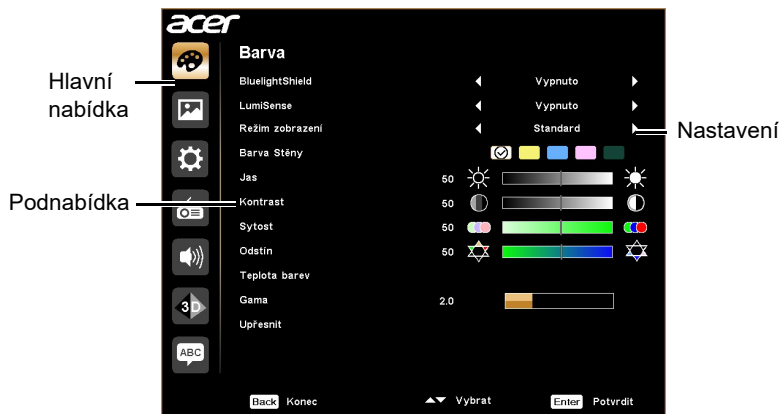 acer
Barva
BluelightShield Vypnuto
LumiSense Vypnuto
Režim zobrazení Standard
Barva Stěny
Jas 50
Kontrast 50
Sytost 50
Odstín 50
Teplota barev
Gama 2.0
Upřesnit
3D
ABC
Back Konec Vybrat Enter Potvrdit
Hlavní
nabídka
Podnabídka
Nastavení